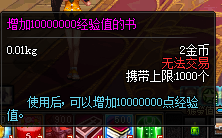 增加10000000经验值的书
0.01kg
2金币
无法交易
携带上限1000个
使用后,可以增加10000000点经验
值。